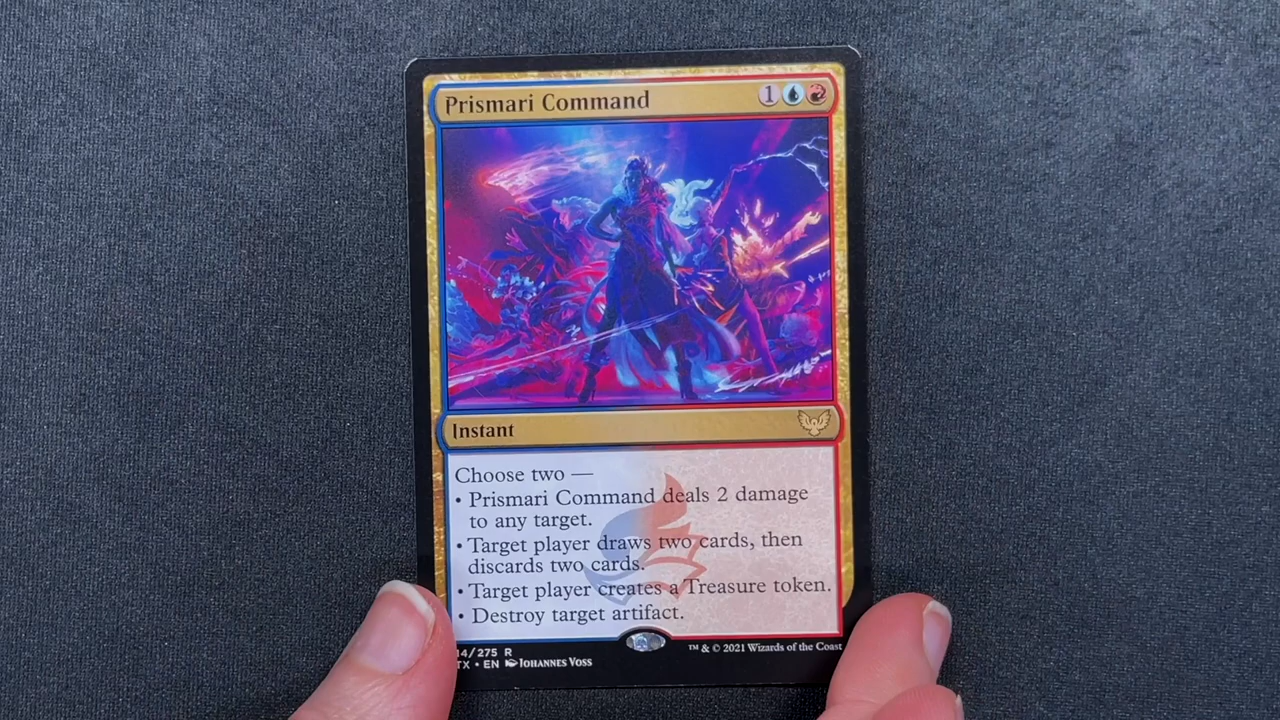 Prismari Command 1
Instant
Choose two —
• Prismari Command deals 2 damage
to any target.
• Target player draws two cards, then
discards two cards.
• Target player creates a Treasure token.
• Destroy target artifact.
14/275 R
TX • EN Johannes Voss
™ & © 2021 Wizards of the Coast